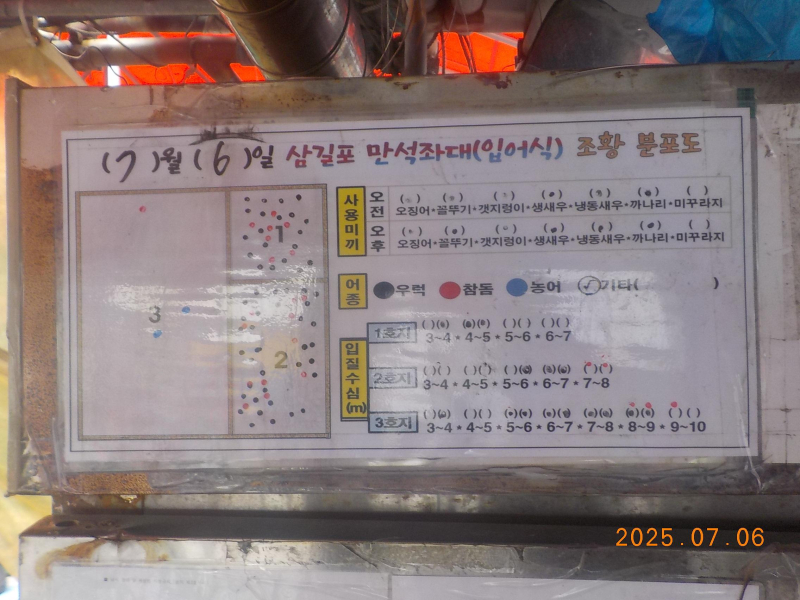 (7)월(6)일 삼길포 만석좌대(입어식) 조황 분포도
1
2
3
사용미끼
오전 ( ) ( ) ( ) ( ) ( ) ( ) ( )
오징어•꼴뚜기•갯지렁이•생새우•냉동새우•까나리•미꾸라지
오후 ( ) ( ) ( ) ( ) ( ) ( ) ( )
오징어•꼴뚜기•갯지렁이•생새우•냉동새우•까나리•미꾸라지
어종 우럭 참돔 농어 ✓기타( )
입질수심(m)
1호지 ( )( ) ( )( ) ( )( ) ( )( )
3~4 * 4~5 * 5~6 * 6~7
2호지 ( )( ) ( )( ) ( )( ) ( )( ) ( )( )
3~4 * 4~5 * 5~6 * 6~7 * 7~8
3호지 ( )( ) ( )( ) ( )( ) ( )( ) ( )( ) ( )( ) ( )( )
3~4 * 4~5 * 5~6 * 6~7 * 7~8 * 8~9 * 9~10
2025.07.06